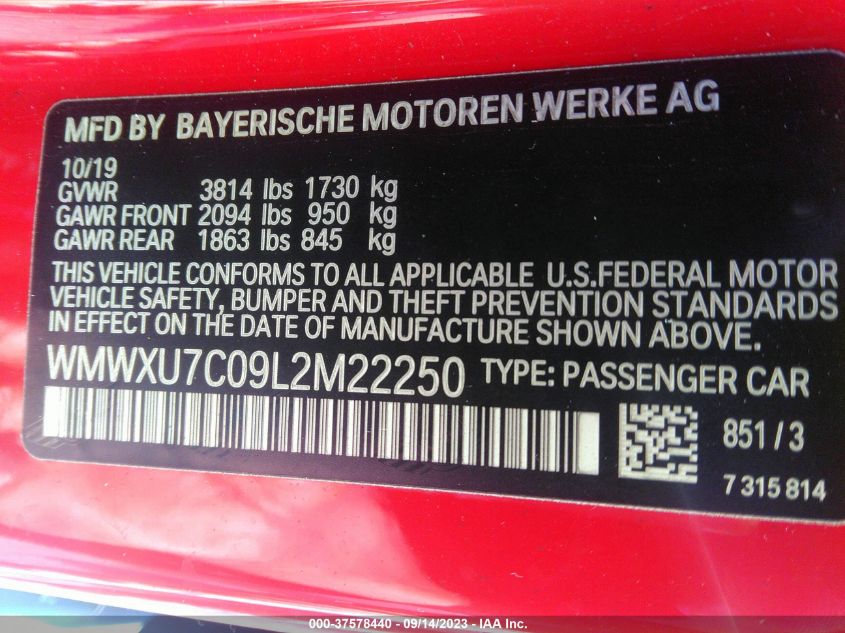 MFD BY BAYERISCHE MOTOREN WERKE AG
10/19
GVWR 3814 lbs 1730 kg
GAWR FRONT 2094 lbs 950 kg
GAWR REAR 1863 lbs 845 kg
THIS VEHICLE CONFORMS TO ALL APPLICABLE U.S.FEDERAL MOTOR
VEHICLE SAFETY, BUMPER AND THEFT PREVENTION STANDARDS
IN EFFECT ON THE DATE OF MANUFACTURE SHOWN ABOVE.
WMWXU7C09L2M22250 TYPE: PASSENGER CAR
851/3
7 315 814
000-37578440 - 09/14/2023 - IAA Inc.